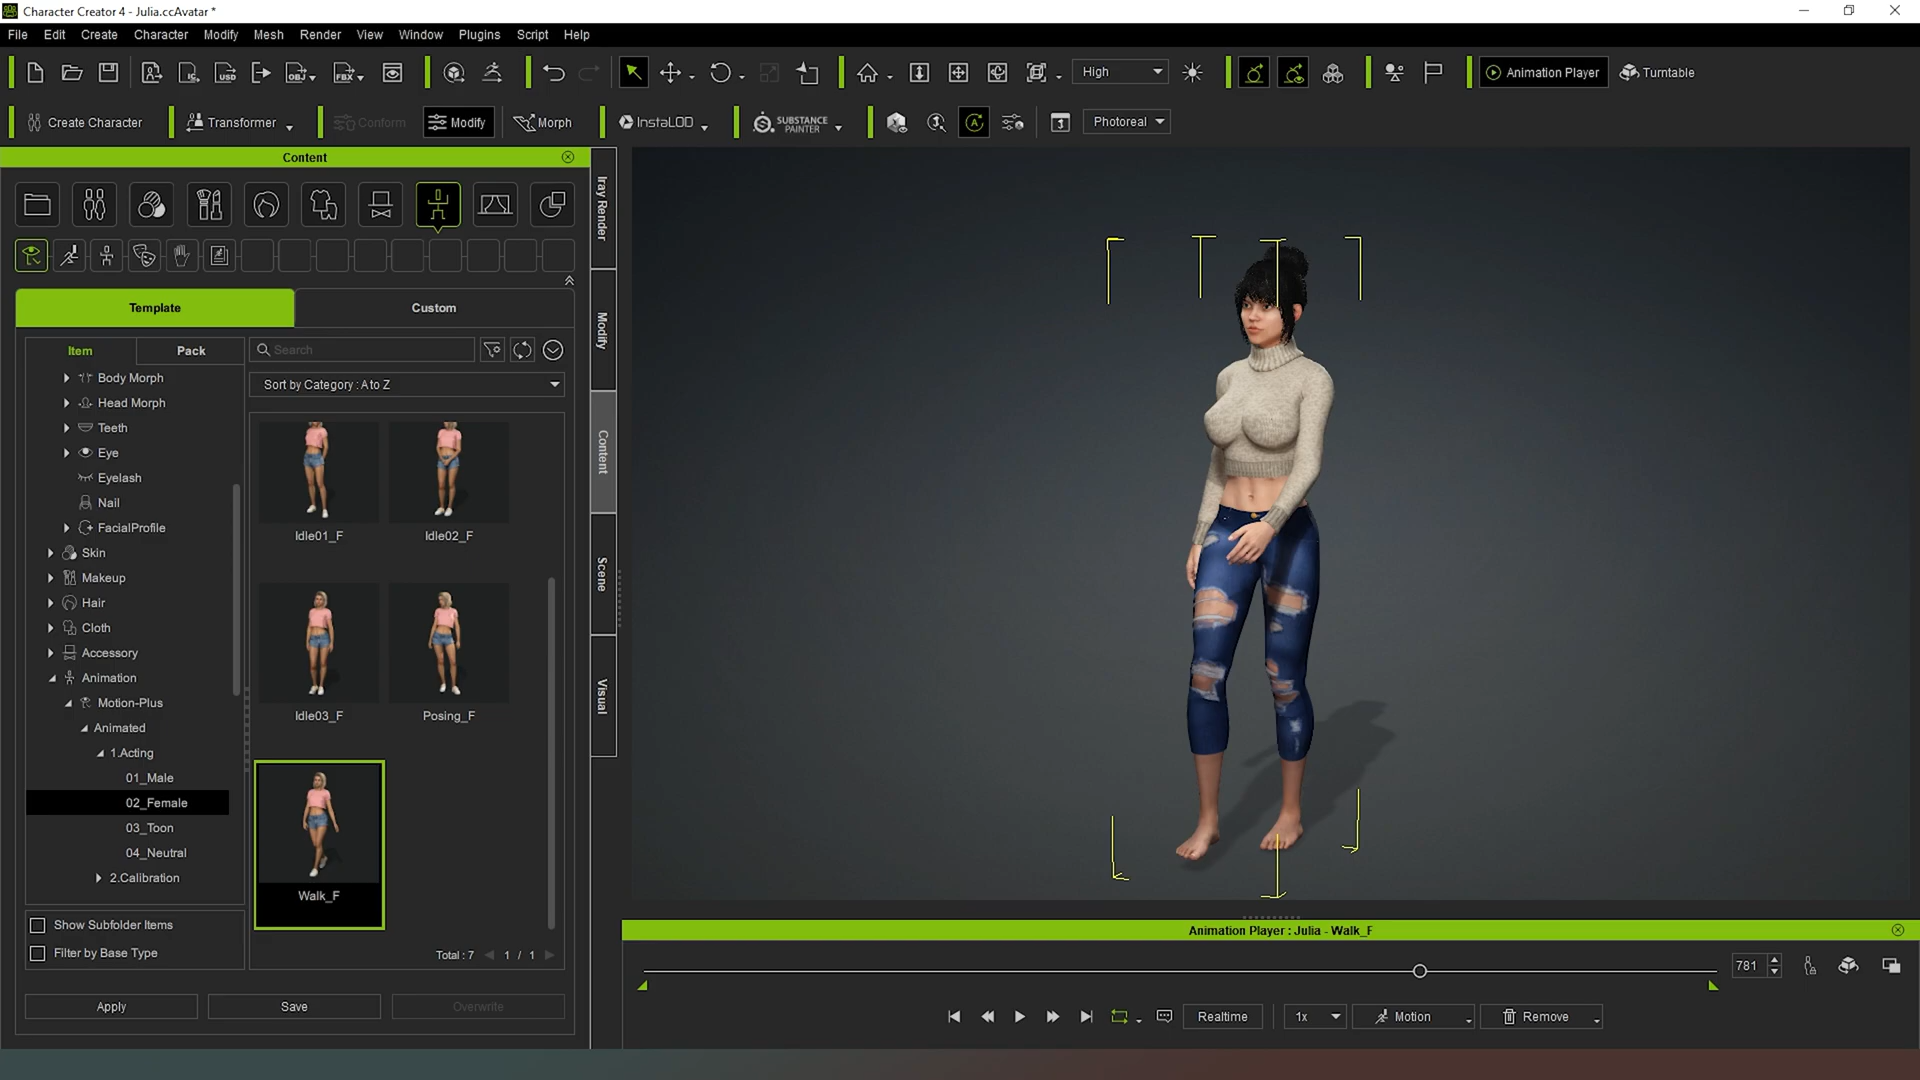 Character Creator 4 - Julia.ccAvatar *
File Edit Create Character Modify Mesh Render View Window Plugins Script Help
High
Animation Player
Turntable
Create Character
Transformer
Conform
Modify
Morph
InstaLOD
SUBSTANCE
PAINTER
Photoreal
Content
Template
Custom
Item
Pack
Search
Sort by Category : A to Z
Body Morph
Head Morph
Teeth
Eye
Eyelash
Nail
FacialProfile
Skin
Makeup
Hair
Cloth
Accessory
Animation
Motion-Plus
Animated
1.Acting
01_Male
02_Female
03_Toon
04_Neutral
2.Calibration
Show Subfolder Items
Filter by Base Type
Idle01_F
Idle02_F
Idle03_F
Posing_F
Walk_F
Total : 7 1 / 1
Apply
Save
Overwrite
Iray Render
Modify
Content
Scene
Visual
Animation Player : Julia - Walk_F
781
Realtime
1x
Motion
Remove